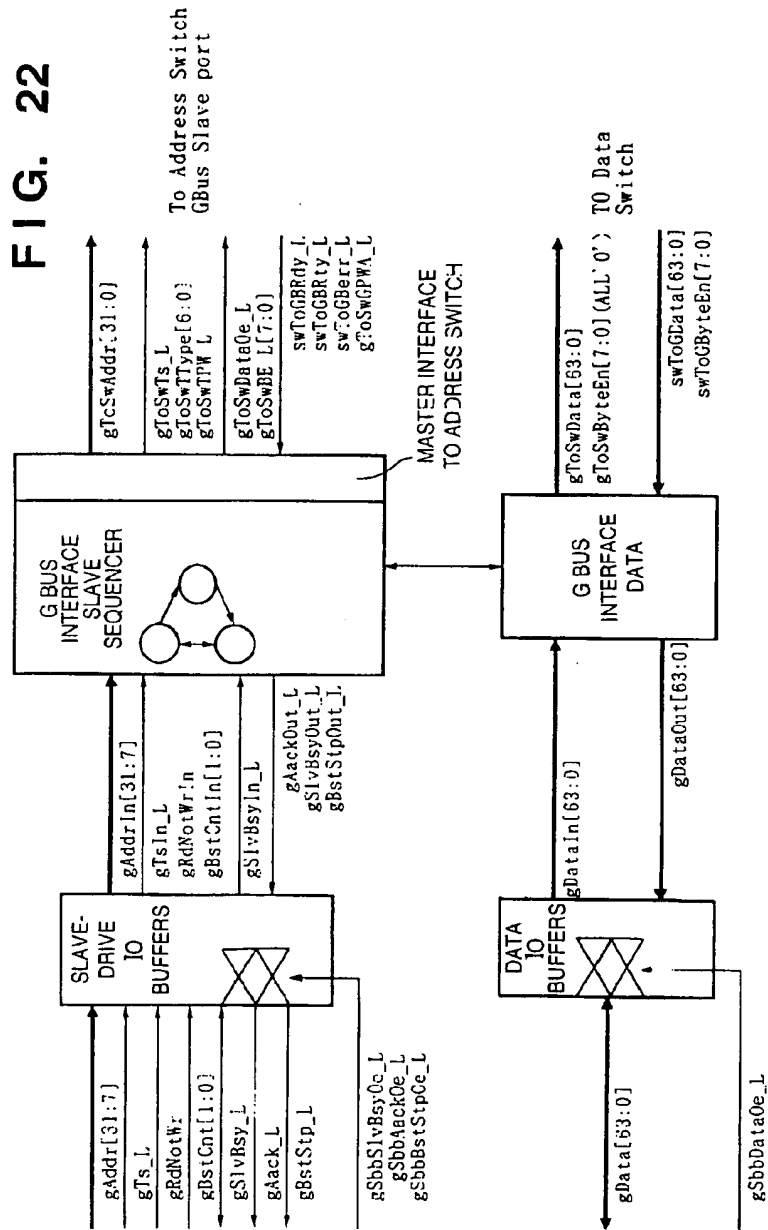 FIG. 22
gAddr[31:7]
gTs_L
gRdNotWr
gBstCnt[1:0]
gSlvBsy_L
gAack_L
gBstStp_L
gSbbSlvBsyOe_L
gSbbAackOe_L
gSbbBstStpOe_L
SLAVE-
DRIVE
IO
BUFFERS
gAddrIn[31:7]
gTsIn_L
gRdNotWrIn
gBstCntIn[1:0]
gSlvBsyIn_L
gAackOut_L
gSlvBsyOut_L
gBstStpOut_L
G BUS
INTERFACE
SLAVE
SEQUENCER
MASTER INTERFACE
TO ADDRESS SWITCH
gToSwAddr[31:0]
gToSwTs_L
gToSwTType[6:0]
gToSwTPW_L
gToSwDataOe_L
gToSwBE_L[7:0]
swToGBRdy_L
swToGBRty_L
swToGBerr_L
gToSwGPWA_L
To Address Switch
GBus Slave port
gData[63:0]
gSbbDataOe_L
DATA
IO
BUFFERS
gDataIn[63:0]
gDataOut[63:0]
G BUS
INTERFACE
DATA
gToSwData[63:0]
gToSwByteEn[7:0](ALL'0')
TO Data
Switch
swToGData[63:0]
swToGByteEn[7:0]